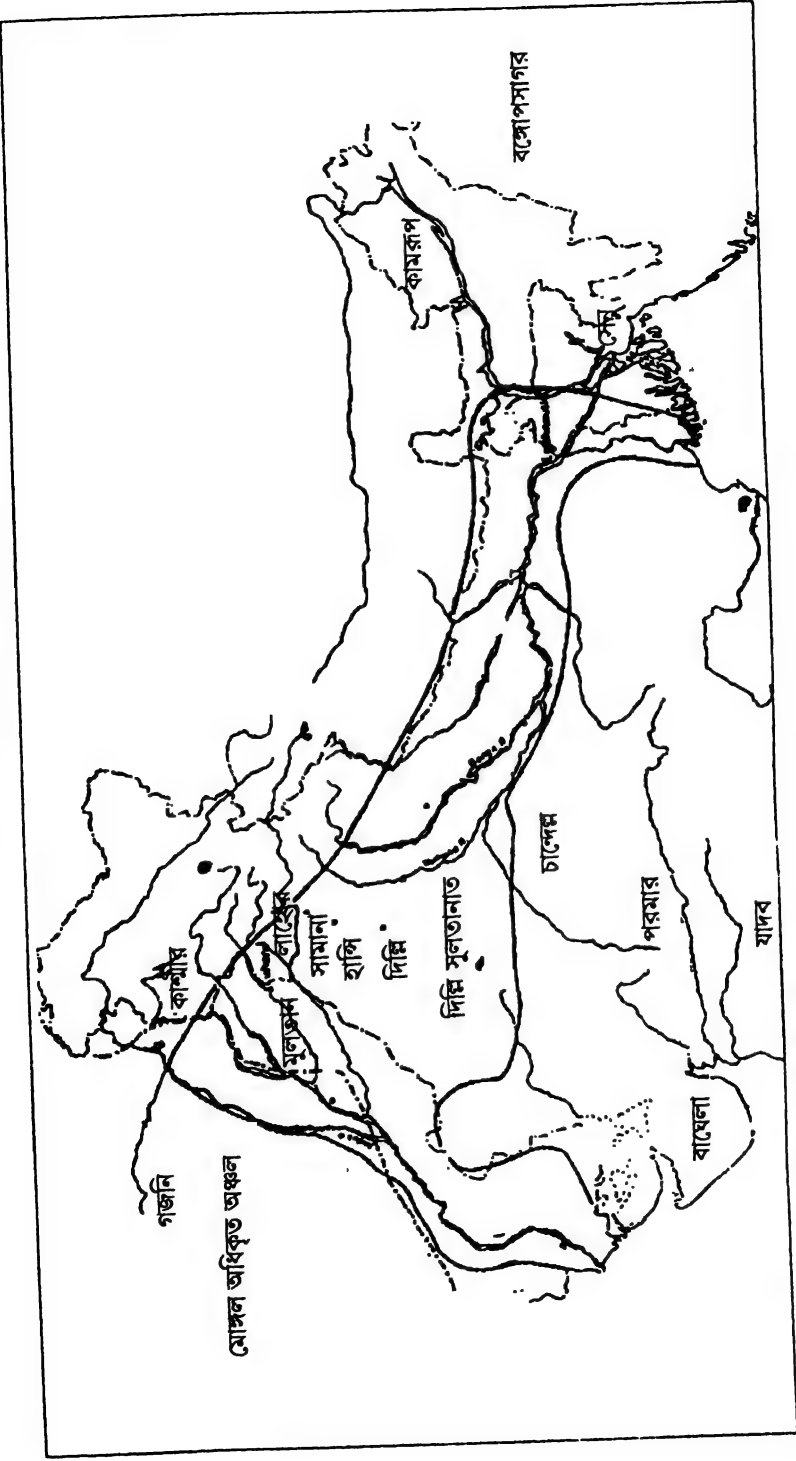 গজনি
মোঙ্গল অধিকৃত অঞ্চল
কাশ্মীর
লাহোর
মুলতান
সামানা
হান্সি
দিল্লি
দিল্লি সুলতানাত
চান্দেল্ল
পরমার
যাদব
বাঘেলা
কামরূপ
সেন
বঙ্গোপসাগর